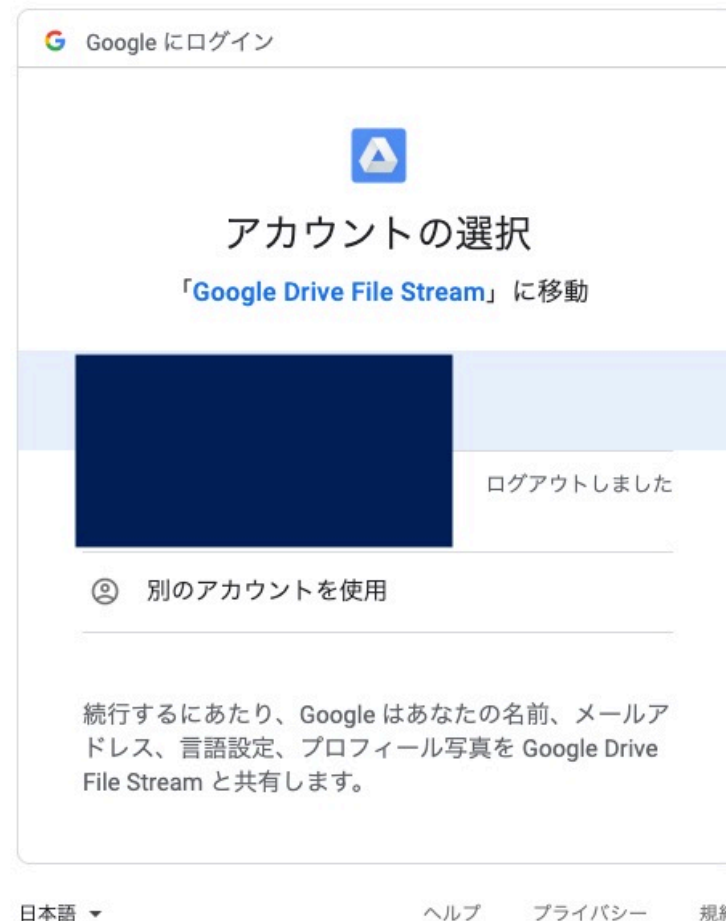 Google にログイン
アカウントの選択
「Google Drive File Stream」に移動
ログアウトしました
別のアカウントを使用
続行するにあたり、Google はあなたの名前、メールア
ドレス、言語設定、プロフィール写真を Google Drive
File Stream と共有します。
日本語
ヘルプ プライバシー